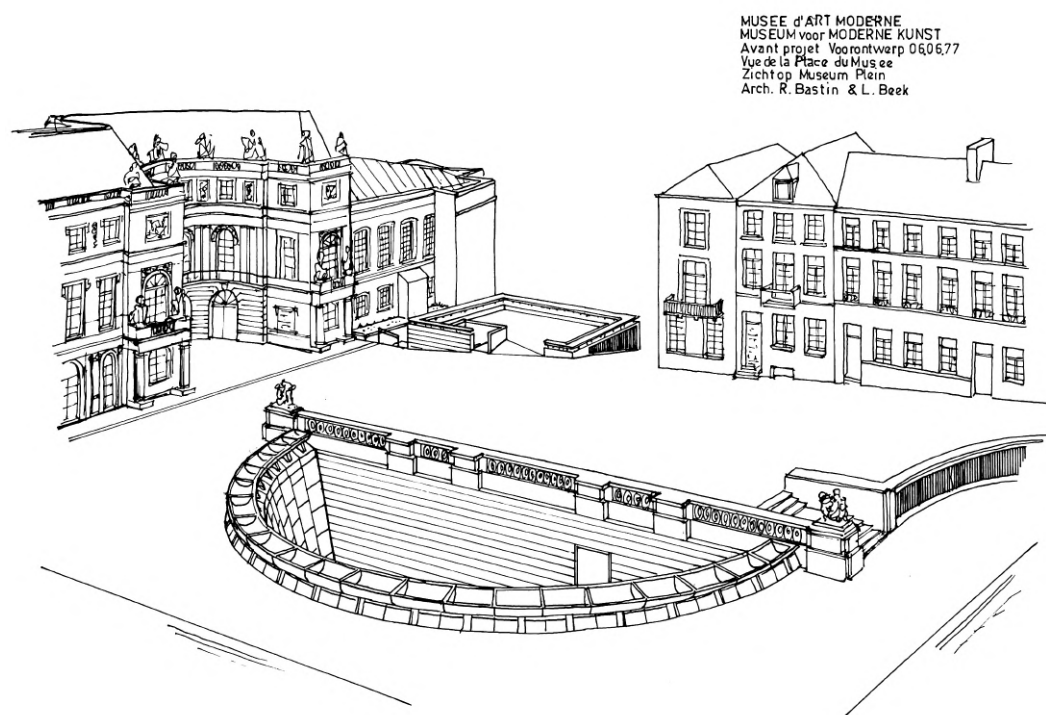 MUSEE d'ART MODERNE
MUSEUM voor MODERNE KUNST
Avant projet Voorontwerp 06.06.77
Vue de la Place du Musee
Zicht op Museum Plein
Arch. R. Bastin & L. Beek